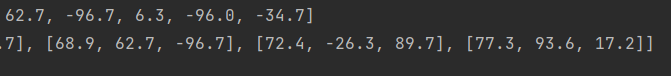 62.7, -96.7, 6.3, -96.0, -34.7]
.7], [68.9, 62.7, -96.7], [72.4, -26.3, 89.7], [77.3, 93.6, 17.2]]